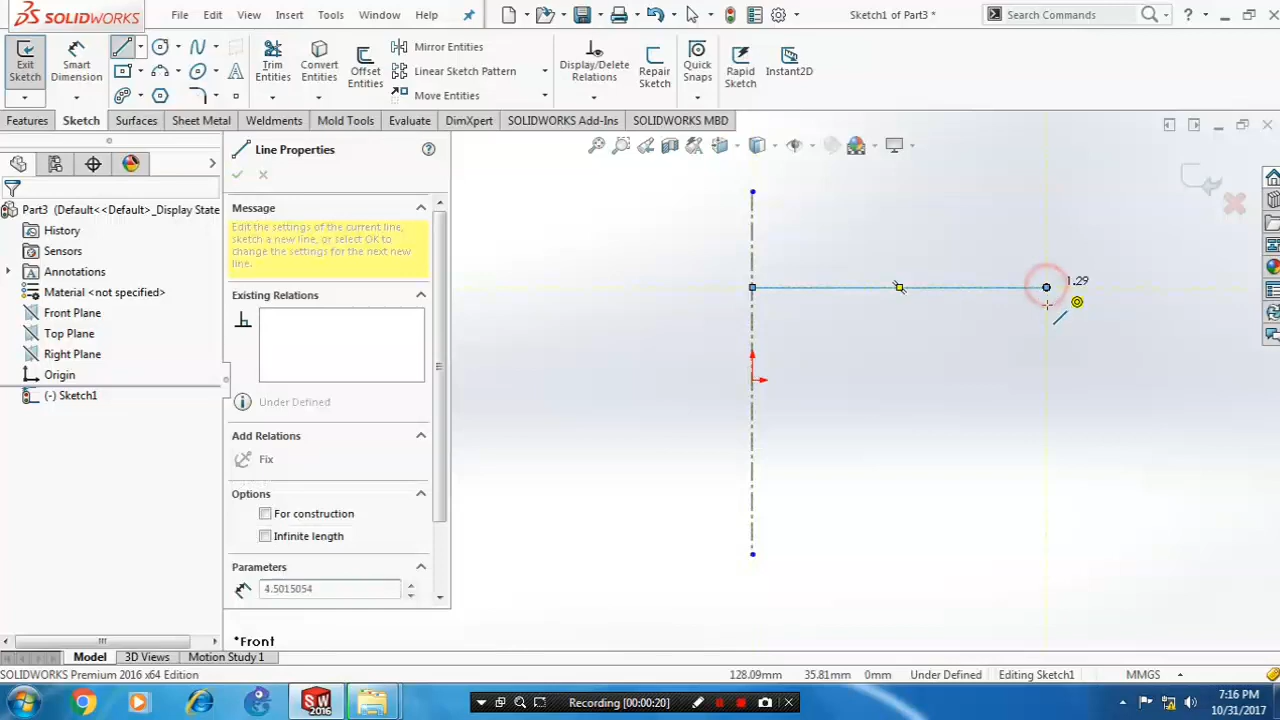 SOLIDWORKS File Edit View Insert Tools Window Help Sketch1 of Part3 * Search Commands ?
Exit Sketch
Smart Dimension
Trim Entities
Convert Entities
Offset Entities
Mirror Entities
Linear Sketch Pattern
Move Entities
Display/Delete Relations
Repair Sketch
Quick Snaps
Rapid Sketch
Instant2D
Features Sketch Surfaces Sheet Metal Weldments Mold Tools Evaluate DimXpert SOLIDWORKS Add-Ins SOLIDWORKS MBD
Part3 (Default<<Default>_Display State
History
Sensors
Annotations
Material <not specified>
Front Plane
Top Plane
Right Plane
Origin
(-) Sketch1
Line Properties
Message
Edit the settings of the current line,
sketch a new line, or select OK to
change the settings for the next new
line.
Existing Relations
Under Defined
Add Relations
Fix
Options
For construction
Infinite length
Parameters
4.5015054
1.29
*Front
Model 3D Views Motion Study 1
SOLIDWORKS Premium 2016 x64 Edition 128.09mm 35.81mm 0mm Under Defined Editing Sketch1 MMGS
SW 2016
Recording [00:00:20]
7:16 PM
10/31/2017